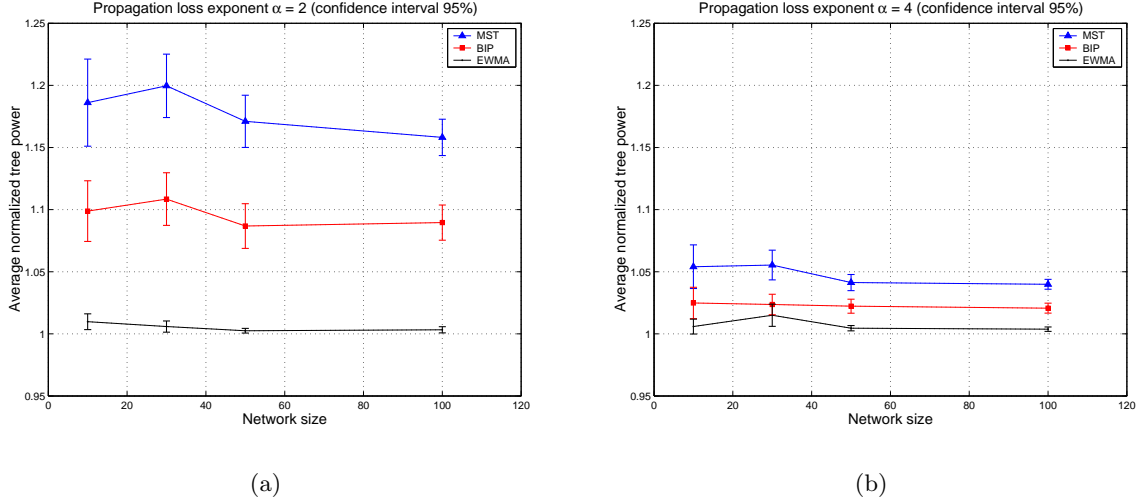 Propagation loss exponent α = 2 (confidence interval 95%)
1.25
1.2
1.15
1.1
1.05
1
0.95
Average normalized tree power
MST
BIP
EWMA
0 20 40 60 80 100 120
Network size
(a)
Propagation loss exponent α = 4 (confidence interval 95%)
1.25
1.2
1.15
1.1
1.05
1
0.95
Average normalized tree power
MST
BIP
EWMA
0 20 40 60 80 100 120
Network size
(b)